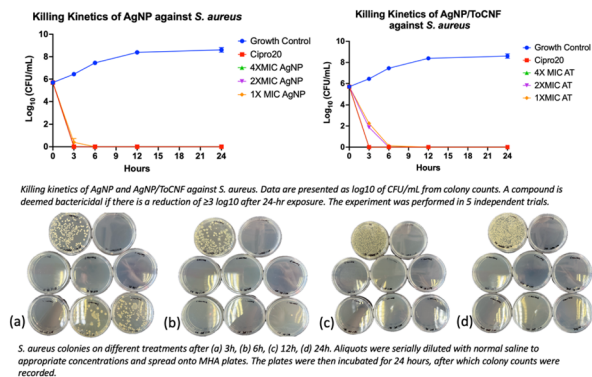 Killing Kinetics of AgNP against S. aureus
Log10 (CFU/mL)
10
8
6
4
2
0
0 3 6 9 12 15 18 21 24
Hours
Growth Control
Cipro20
4XMIC AgNP
2XMIC AgNP
1X MIC AgNP
Killing Kinetics of AgNP/ToCNF
against S. aureus
Log10 (CFU/mL)
10
8
6
4
2
0
0 3 6 9 12 15 18 21 24
Hours
Growth Control
Cipro20
4X MIC AT
2XMIC AT
1XMIC AT
Killing kinetics of AgNP and AgNP/ToCNF against S. aureus. Data are presented as log10 of CFU/mL from colony counts. A compound is
deemed bactericidal if there is a reduction of ≥3 log10 after 24-hr exposure. The experiment was performed in 5 independent trials.
(a)
(b)
(c)
(d)
S. aureus colonies on different treatments after (a) 3h, (b) 6h, (c) 12h, (d) 24h. Aliquots were serially diluted with normal saline to
appropriate concentrations and spread onto MHA plates. The plates were then incubated for 24 hours, after which colony counts were
recorded.